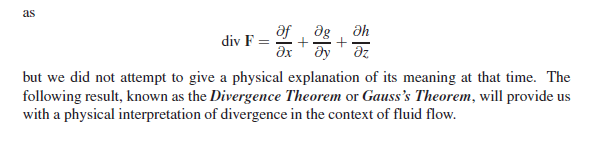 as
div F = ∂f/∂x + ∂g/∂y + ∂h/∂z
but we did not attempt to give a physical explanation of its meaning at that time. The
following result, known as the Divergence Theorem or Gauss's Theorem, will provide us
with a physical interpretation of divergence in the context of fluid flow.